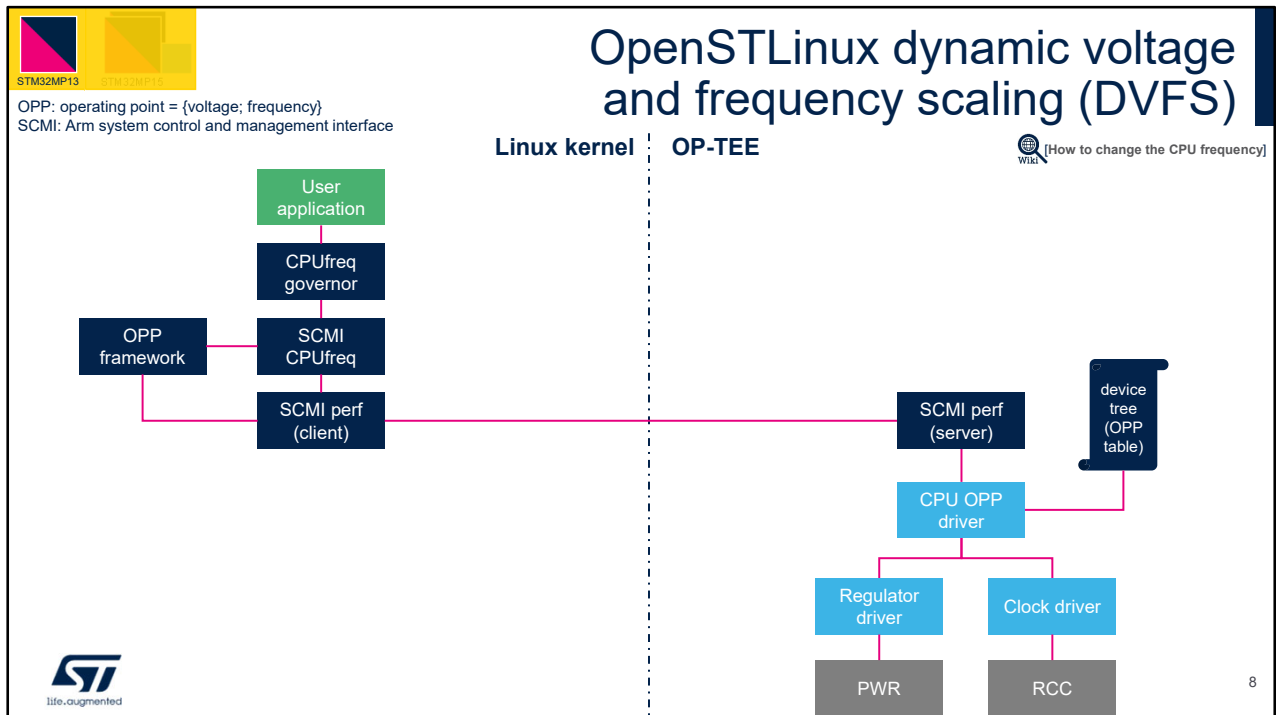 OpenSTLinux dynamic voltage
and frequency scaling (DVFS)
STM32MP13
STM32MP15
OPP: operating point = {voltage; frequency}
SCMI: Arm system control and management interface
Linux kernel
OP-TEE
Wiki
[How to change the CPU frequency]
User
application
CPUfreq
governor
OPP
framework
SCMI
CPUfreq
SCMI perf
(client)
SCMI perf
(server)
device
tree
(OPP
table)
CPU OPP
driver
Regulator
driver
Clock driver
PWR
RCC
ST
life.augmented
8